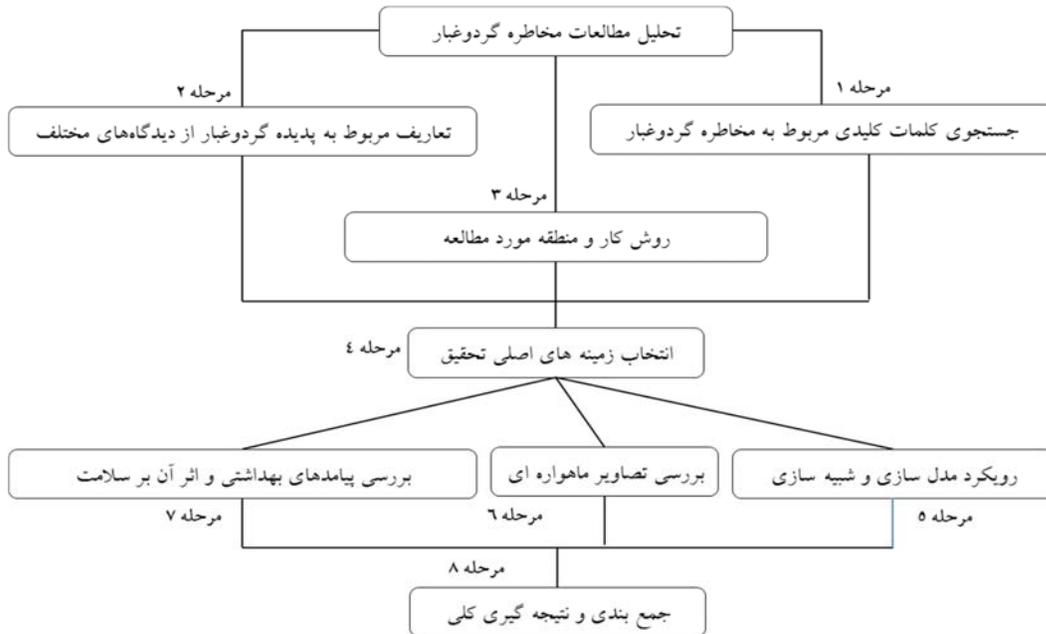 تحلیل مطالعات مخاطره گردوغبار
مرحله ۱
جستجوی کلمات کلیدی مربوط به مخاطره گردوغبار
مرحله ۲
تعاریف مربوط به پدیده گردوغبار از دیدگاه‌های مختلف
مرحله ۳
روش کار و منطقه مورد مطالعه
مرحله ٤
انتخاب زمینه های اصلی تحقیق
رویکرد مدل سازی و شبیه سازی
مرحله ٥
بررسی تصاویر ماهواره ای
مرحله ٦
بررسی پیامدهای بهداشتی و اثر آن بر سلامت
مرحله ۷
مرحله ۸
جمع بندی و نتیجه گیری کلی